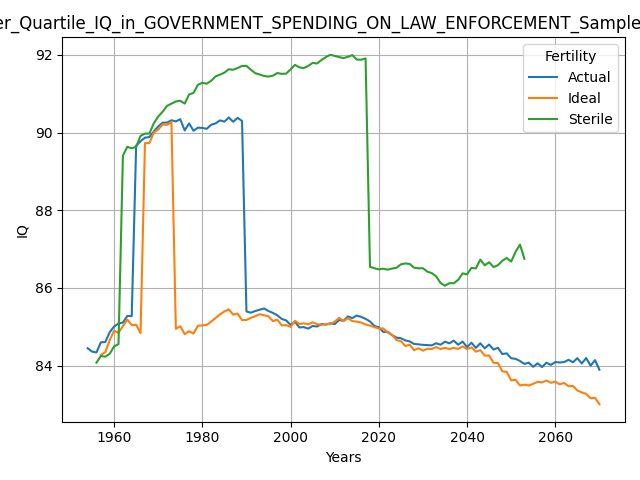 er_Quartile_IQ_in_GOVERNMENT_SPENDING_ON_LAW_ENFORCEMENT_Sample
Fertility
Actual
Ideal
Sterile
92
90
88
86
84
IQ
1960 1980 2000 2020 2040 2060
Years